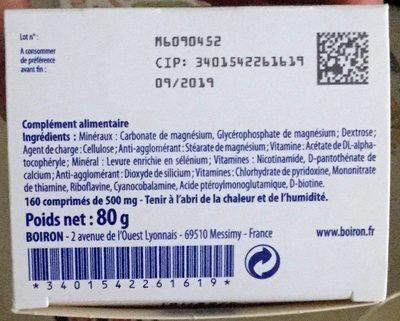 Lot n° : M6090452
A consommer
de préférence
avant fin :
CIP: 3401542261619
09/2019
Complément alimentaire
Ingrédients : Minéraux : Carbonate de magnésium, Glycérophosphate de magnésium ; Dextrose ;
Agent de charge : Cellulose ; Anti-agglomérant : Stéarate de magnésium ; Vitamine : Acétate de DL-alpha-
tocophéryle ; Minéral : Levure enrichie en sélénium ; Vitamines : Nicotinamide, D-pantothénate de
calcium ; Anti-agglomérant : Dioxyde de silicium ; Vitamines : Chlorhydrate de pyridoxine, Mononitrate
de thiamine, Riboflavine, Cyanocobalamine, Acide ptéroylmonoglutamique, D-biotine.
160 comprimés de 500 mg - Tenir à l'abri de la chaleur et de l'humidité.
Poids net : 80 g
BOIRON - 2 avenue de l'Ouest Lyonnais - 69510 Messimy - France
www.boiron.fr
*3401542261619*